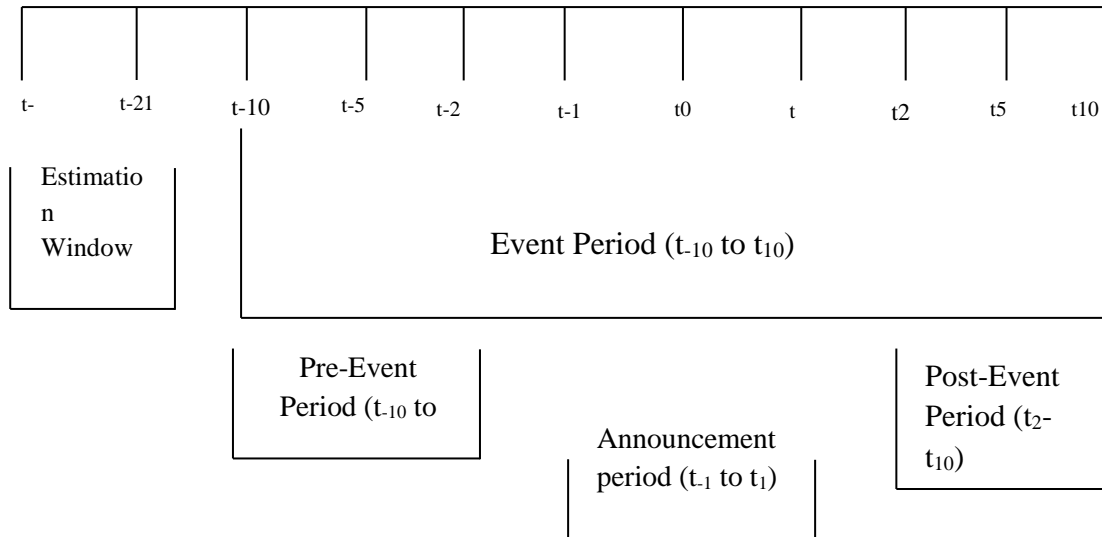 t- t-21 t-10 t-5 t-2 t-1 t0 t t2 t5 t10
Estimatio
n
Window
Event Period (t-10 to t10)
Pre-Event
Period (t-10 to
Post-Event
Period (t2-
t10)
Announcement
period (t-1 to t1)